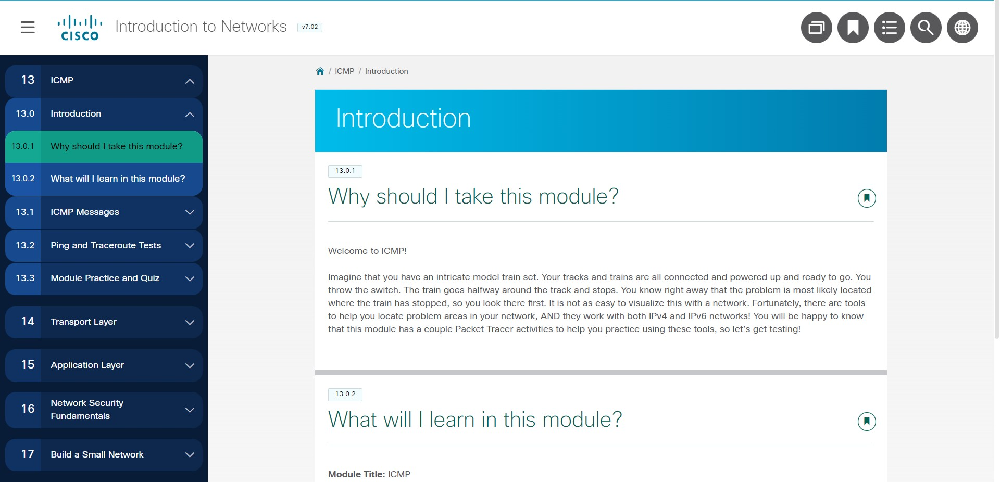 CISCO
Introduction to Networks
v7.02
13 ICMP
13.0 Introduction
13.0.1 Why should I take this module?
13.0.2 What will I learn in this module?
13.1 ICMP Messages
13.2 Ping and Traceroute Tests
13.3 Module Practice and Quiz
14 Transport Layer
15 Application Layer
16 Network Security
Fundamentals
17 Build a Small Network
/ ICMP / Introduction
Introduction
13.0.1
Why should I take this module?
Welcome to ICMP!
Imagine that you have an intricate model train set. Your tracks and trains are all connected and powered up and ready to go. You
throw the switch. The train goes halfway around the track and stops. You know right away that the problem is most likely located
where the train has stopped, so you look there first. It is not as easy to visualize this with a network. Fortunately, there are tools
to help you locate problem areas in your network, AND they work with both IPv4 and IPv6 networks! You will be happy to know
that this module has a couple Packet Tracer activities to help you practice using these tools, so let’s get testing!
13.0.2
What will I learn in this module?
Module Title: ICMP